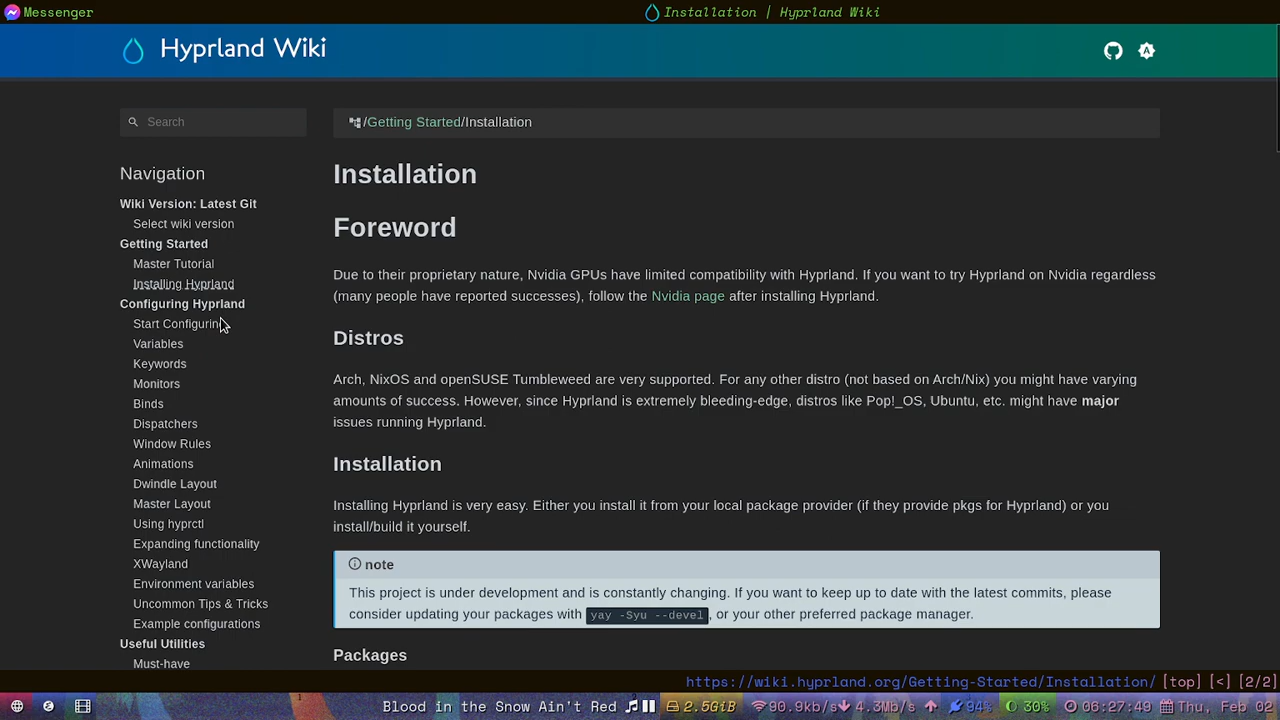 Messenger
Installation | Hyprland Wiki
Hyprland Wiki
Search
Navigation
Wiki Version: Latest Git
Select wiki version
Getting Started
Master Tutorial
Installing Hyprland
Configuring Hyprland
Start Configuring
Variables
Keywords
Monitors
Binds
Dispatchers
Window Rules
Animations
Dwindle Layout
Master Layout
Using hyprctl
Expanding functionality
XWayland
Environment variables
Uncommon Tips & Tricks
Example configurations
Useful Utilities
Must-have
/Getting Started/Installation
Installation
Foreword
Due to their proprietary nature, Nvidia GPUs have limited compatibility with Hyprland. If you want to try Hyprland on Nvidia regardless
(many people have reported successes), follow the Nvidia page after installing Hyprland.
Distros
Arch, NixOS and openSUSE Tumbleweed are very supported. For any other distro (not based on Arch/Nix) you might have varying
amounts of success. However, since Hyprland is extremely bleeding-edge, distros like Pop!_OS, Ubuntu, etc. might have major
issues running Hyprland.
Installation
Installing Hyprland is very easy. Either you install it from your local package provider (if they provide pkgs for Hyprland) or you
install/build it yourself.
note
This project is under development and is constantly changing. If you want to keep up to date with the latest commits, please
consider updating your packages with yay -Syu --devel, or your other preferred package manager.
Packages
https://wiki.hyprland.org/Getting-Started/Installation/ [top] [<] [2/2]
1
Blood in the Snow Ain't Red 2.5GiB 90.9kb/s 4.3Mb/s 94% 30% 06:27:49 Thu, Feb 02